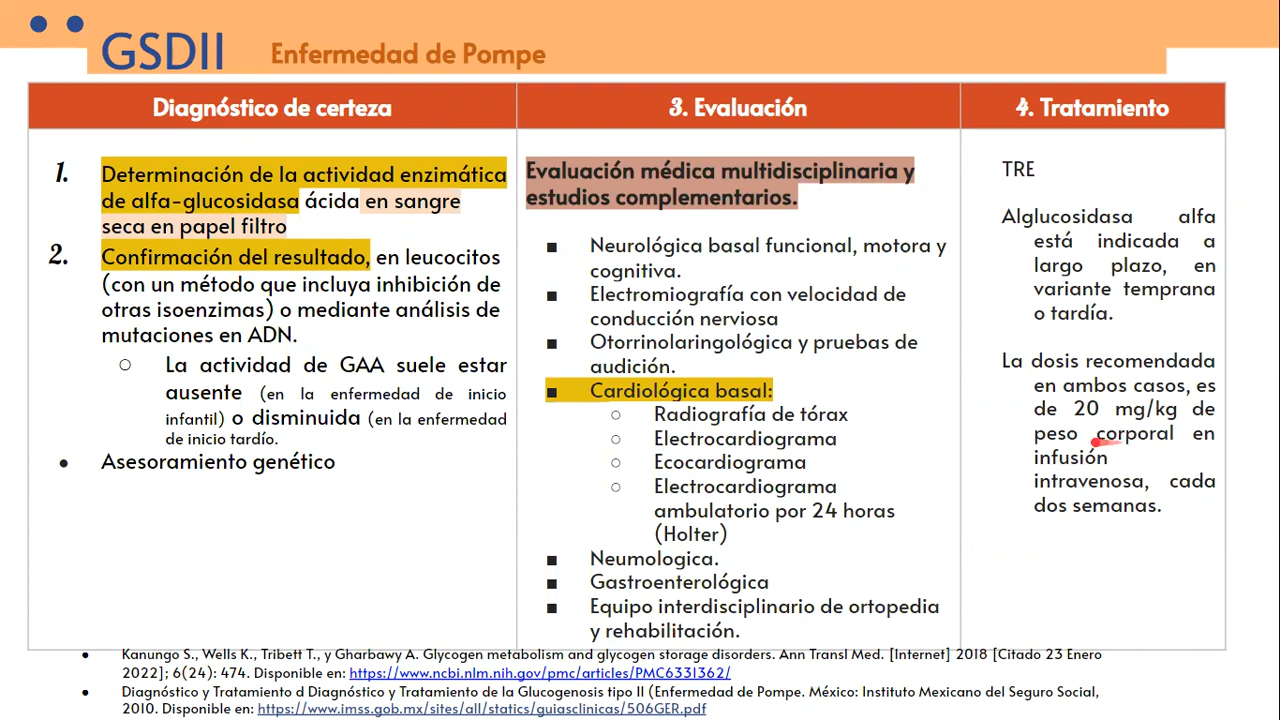 GSDII
Enfermedad de Pompe
Diagnóstico de certeza
1. Determinación de la actividad enzimática
de alfa-glucosidasa ácida en sangre
seca en papel filtro
2. Confirmación del resultado, en leucocitos
(con un método que incluya inhibición de
otras isoenzimas) o mediante análisis de
mutaciones en ADN.
○ La actividad de GAA suele estar
ausente (en la enfermedad de inicio
infantil) o disminuida (en la enfermedad
de inicio tardío.
● Asesoramiento genético
3. Evaluación
Evaluación médica multidisciplinaria y
estudios complementarios.
■ Neurológica basal funcional, motora y
cognitiva.
■ Electromiografía con velocidad de
conducción nerviosa
■ Otorrinolaringológica y pruebas de
audición.
■ Cardiológica basal:
○ Radiografía de tórax
○ Electrocardiograma
○ Ecocardiograma
○ Electrocardiograma
ambulatorio por 24 horas
(Holter)
■ Neumologica.
■ Gastroenterológica
■ Equipo interdisciplinario de ortopedia
y rehabilitación.
4. Tratamiento
TRE
Alglucosidasa alfa
está indicada a
largo plazo, en
variante temprana
o tardía.
La dosis recomendada
en ambos casos, es
de 20 mg/kg de
peso corporal en
infusión
intravenosa, cada
dos semanas.
● Kanungo S., Wells K., Tribett T., y Gharbawy A. Glycogen metabolism and glycogen storage disorders. Ann Transl Med. [Internet] 2018 [Citado 23 Enero
2022]; 6(24): 474. Disponible en: https://www.ncbi.nlm.nih.gov/pmc/articles/PMC6331362/
● Diagnóstico y Tratamiento d Diagnóstico y Tratamiento de la Glucogenosis tipo II (Enfermedad de Pompe. México: Instituto Mexicano del Seguro Social,
2010. Disponible en: https://www.imss.gob.mx/sites/all/statics/guiasclinicas/506GER.pdf